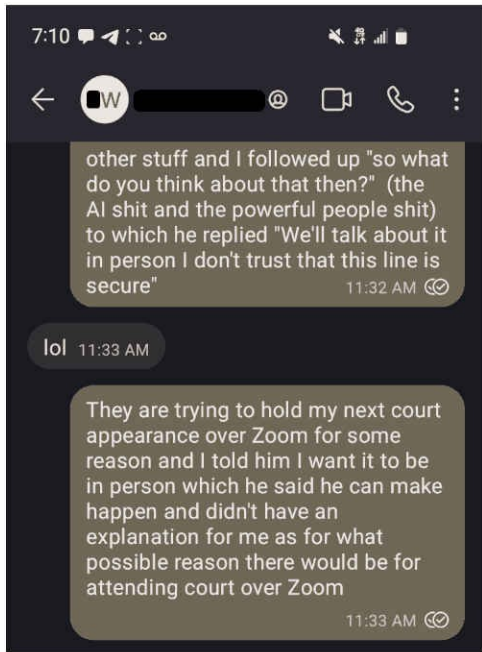 7:10
W
other stuff and I followed up "so what
do you think about that then?" (the
AI shit and the powerful people shit)
to which he replied "We'll talk about it
in person I don't trust that this line is
secure"
11:32 AM
lol 11:33 AM
They are trying to hold my next court
appearance over Zoom for some
reason and I told him I want it to be
in person which he said he can make
happen and didn't have an
explanation for me as for what
possible reason there would be for
attending court over Zoom
11:33 AM